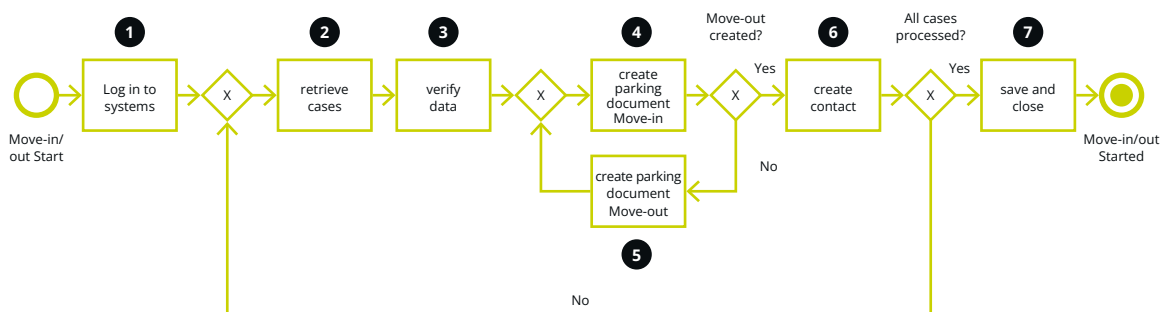 1
2
3
4
Move-out
created?
6
All cases
processed?
7
Move-in/
out Start
Log in to
systems
X
retrieve
cases
verify
data
X
create
parking
document
Move-in
X
Yes
No
create
contact
X
Yes
save and
close
Move-in/out
Started
create parking
document
Move-out
5
No